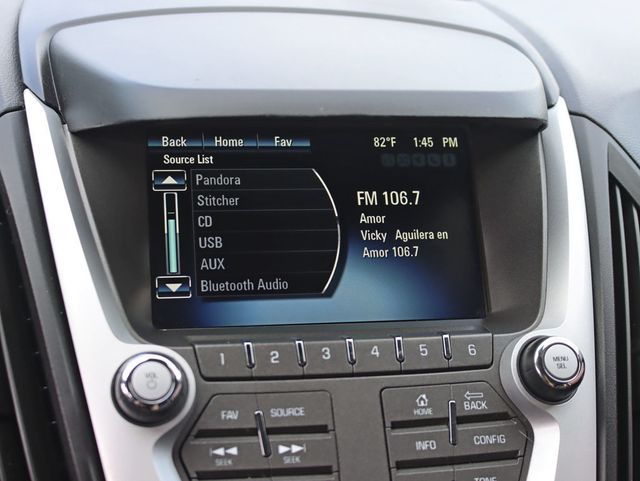 Back Home Fav 82°F 1:45 PM
Source List
Pandora
Stitcher
CD
USB
AUX
Bluetooth Audio
FM 106.7
Amor
Vicky Aguilera en
Amor 106.7
1 2 3 4 5 6
VOL
MENU
SEL
FAV SOURCE
HOME BACK
SEEK SEEK
INFO CONFIG
TONE